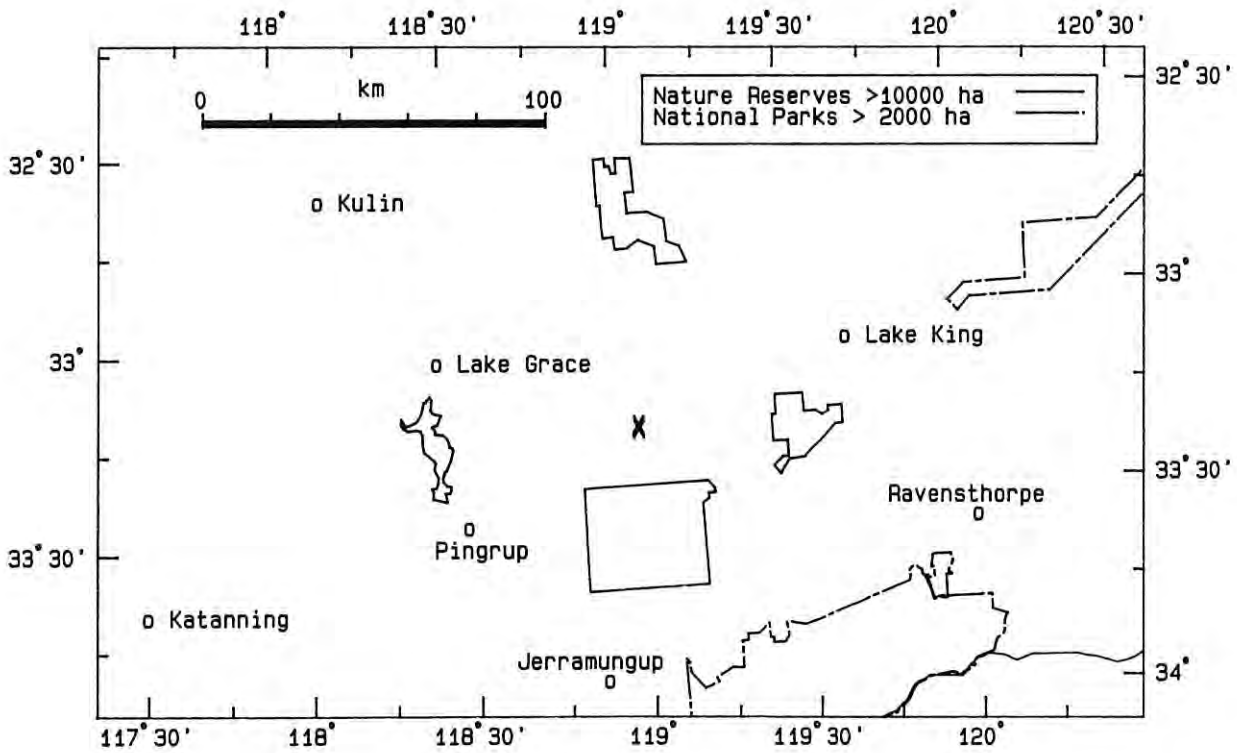 118° 118°30' 119° 119°30' 120° 120°30'
0 km 100
Nature Reserves >10000 ha
National Parks > 2000 ha
32°30'
32°30'
Kulin
33°
Lake King
Lake Grace
33°
X
33°30'
Ravensthorpe
Pingrup
33°30'
Katanning
Jerramungup
34°
117°30' 118° 118°30' 119° 119°30' 120°